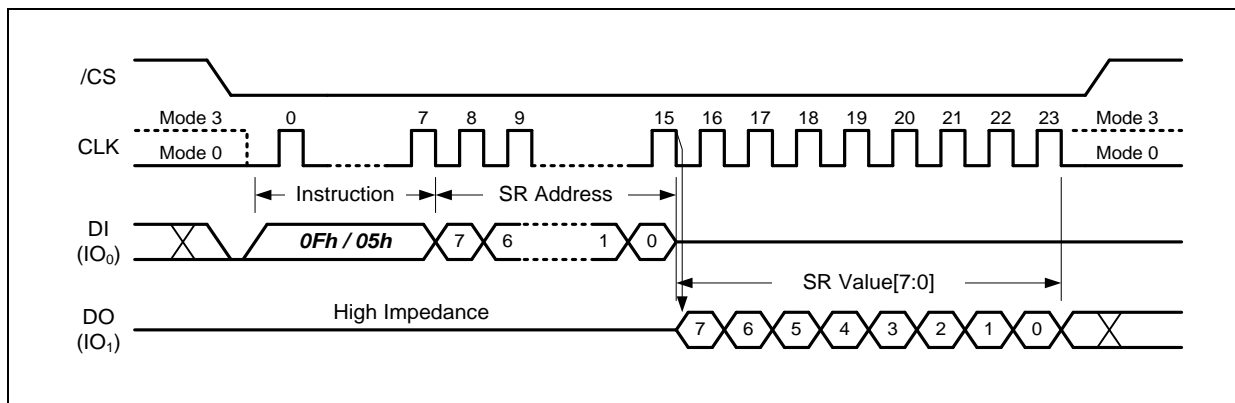 /CS
Mode 3 0 7 8 9 15 16 17 18 19 20 21 22 23 Mode 3
CLK
Mode 0 Mode 0
Instruction SR Address
DI
(IO₀)
0Fh / 05h 7 6 1 0
SR Value[7:0]
High Impedance
DO
(IO₁)
7 6 5 4 3 2 1 0